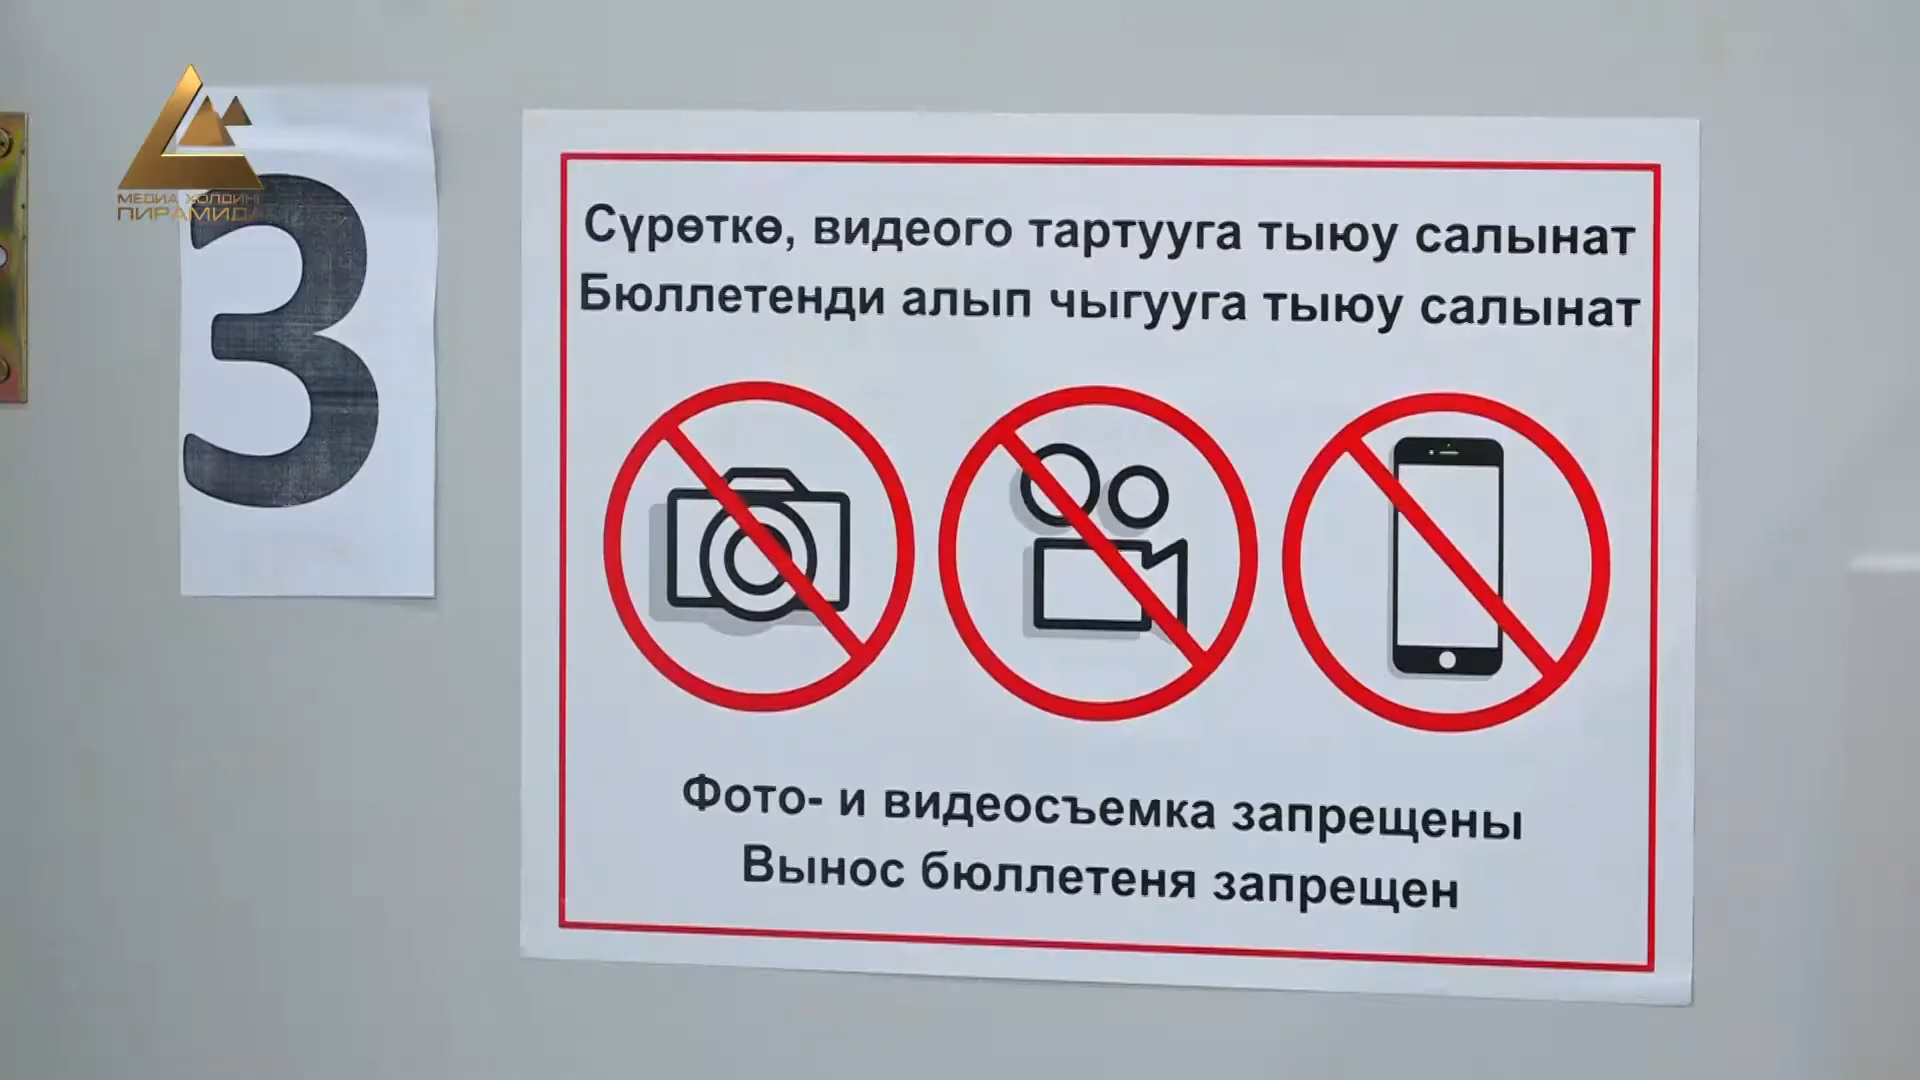 МЕДИА ХОЛДИНГ
ПИРАМИДА
3
Сүрөткө, видеого тартууга тыюу салынат
Бюллетенди алып чыгууга тыюу салынат
Фото- и видеосъемка запрещены
Вынос бюллетеня запрещен